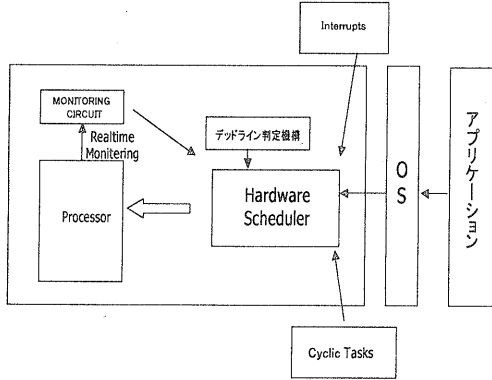 Interrupts
MONITORING
CIRCUIT
Realtime
Monitering
デッドライン判定機構
Processor
Hardware
Scheduler
OS
アプリケーション
Cyclic Tasks